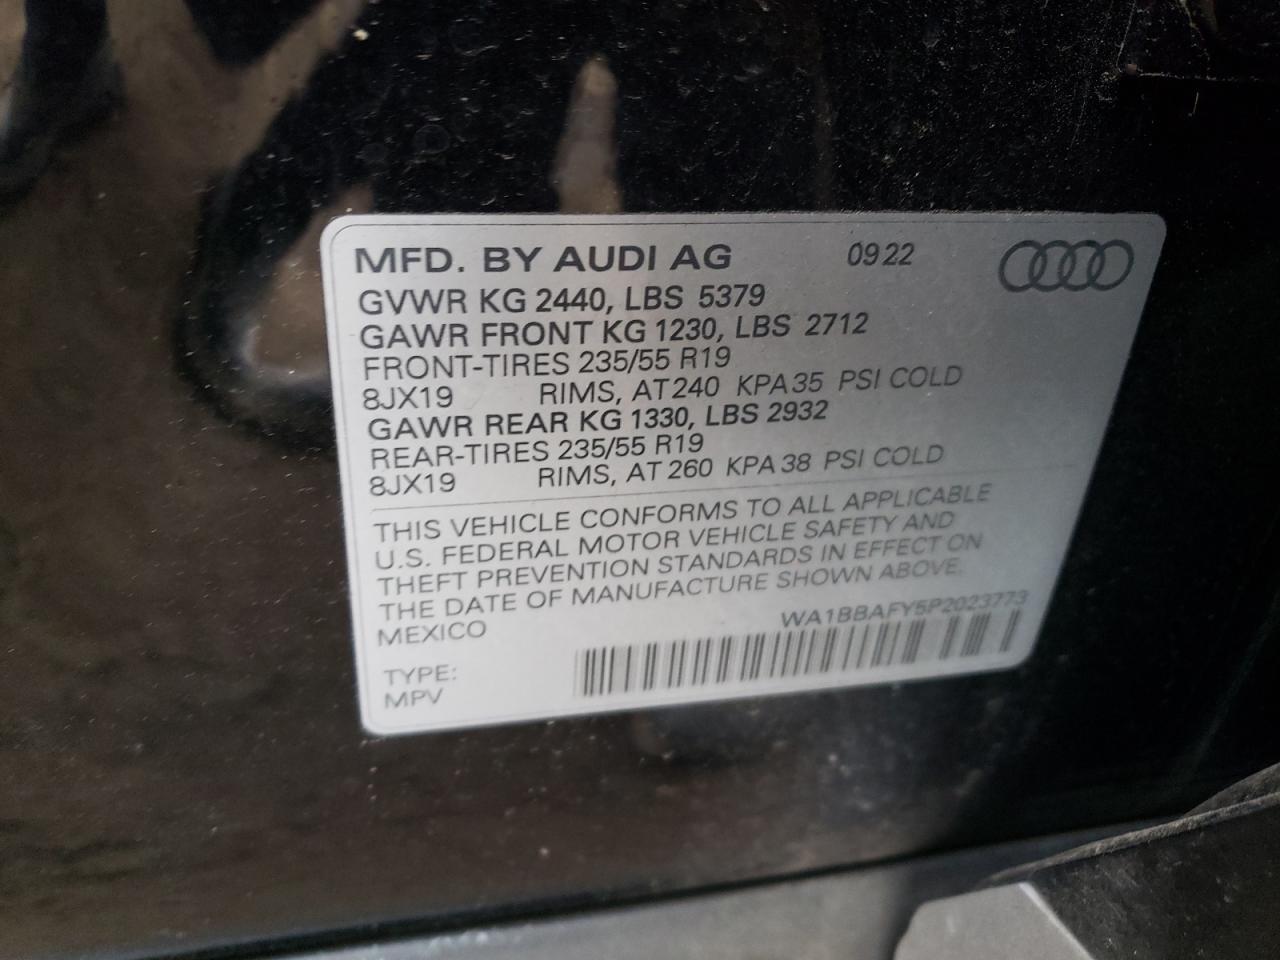 MFD. BY AUDI AG 09 22
GVWR KG 2440, LBS 5379
GAWR FRONT KG 1230, LBS 2712
FRONT-TIRES 235/55 R19
8JX19 RIMS, AT 240 KPA 35 PSI COLD
GAWR REAR KG 1330, LBS 2932
REAR-TIRES 235/55 R19
8JX19 RIMS, AT 260 KPA 38 PSI COLD
THIS VEHICLE CONFORMS TO ALL APPLICABLE
U.S. FEDERAL MOTOR VEHICLE SAFETY AND
THEFT PREVENTION STANDARDS IN EFFECT ON
THE DATE OF MANUFACTURE SHOWN ABOVE.
MEXICO WA1BBAFY5P2023773
TYPE:
MPV